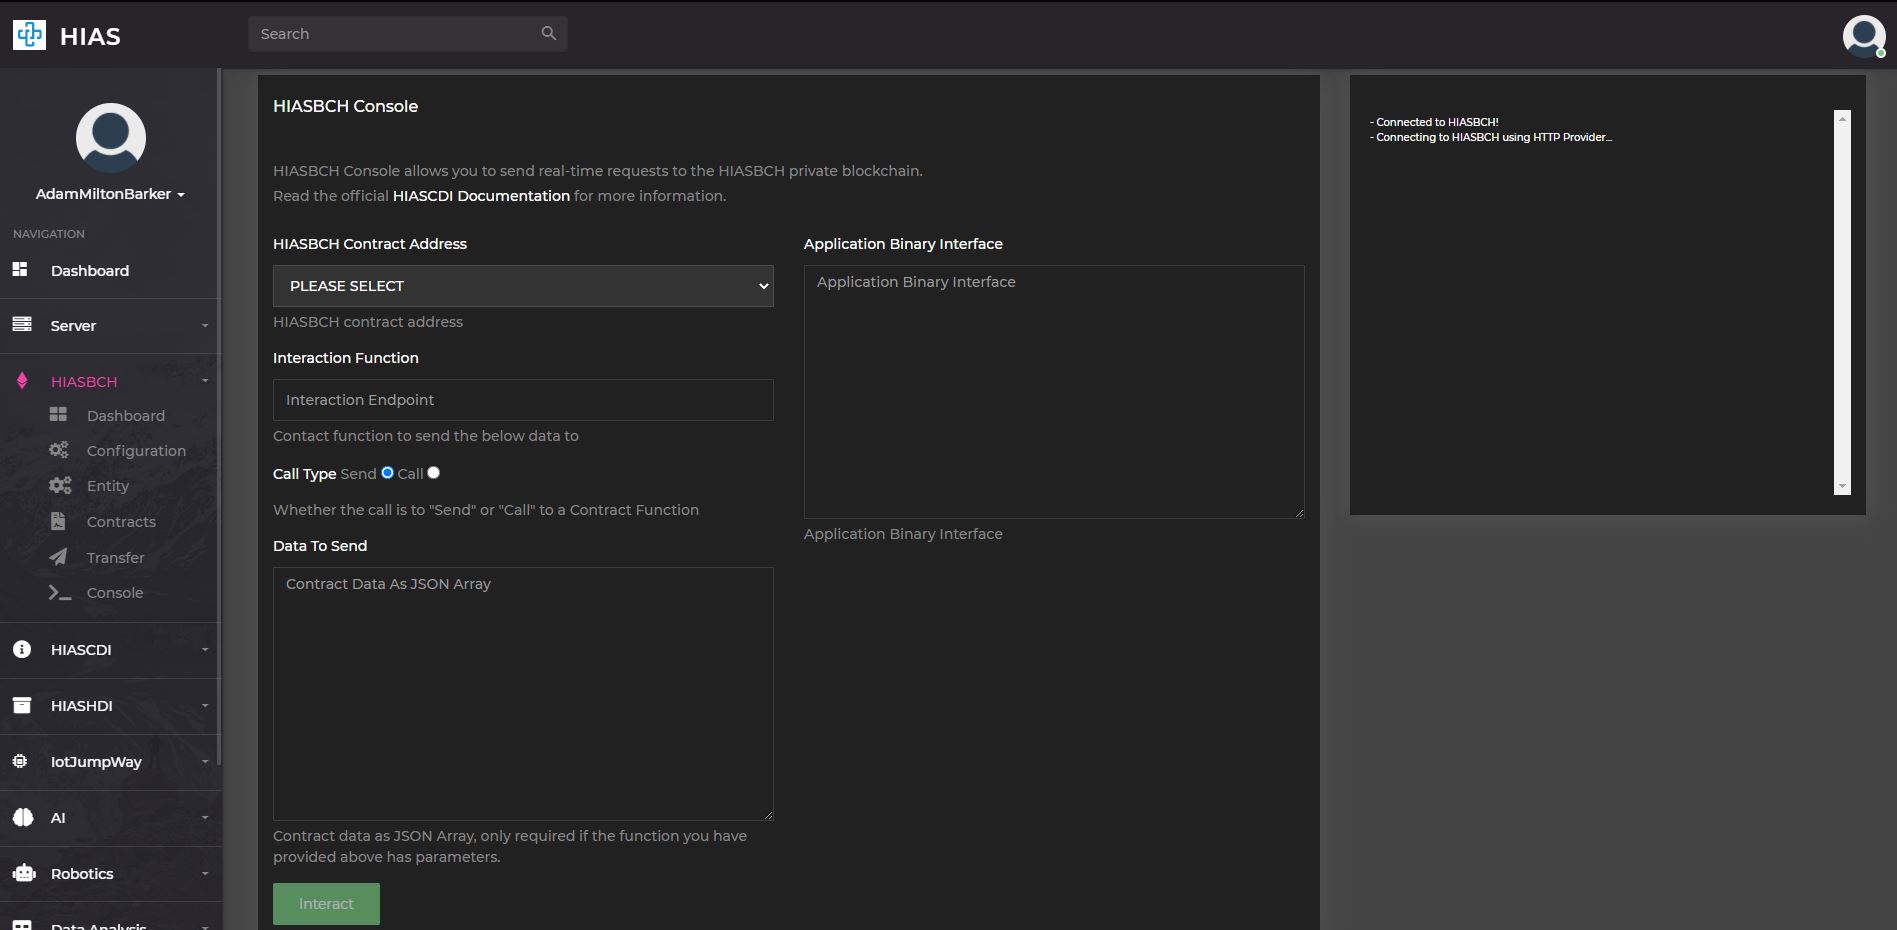 HIAS
Search
AdamMiltonBarker
NAVIGATION
Dashboard
Server
HIASBCH
Dashboard
Configuration
Entity
Contracts
Transfer
Console
HIASCDI
HIASHDI
IotJumpWay
AI
Robotics
Data Analysis
HIASBCH Console
HIASBCH Console allows you to send real-time requests to the HIASBCH private blockchain.
Read the official HIASCDI Documentation for more information.
HIASBCH Contract Address
PLEASE SELECT
HIASBCH contract address
Interaction Function
Interaction Endpoint
Contact function to send the below data to
Call Type Send Call
Whether the call is to "Send" or "Call" to a Contract Function
Data To Send
Contract Data As JSON Array
Contract data as JSON Array, only required if the function you have
provided above has parameters.
Interact
Application Binary Interface
Application Binary Interface
Application Binary Interface
- Connected to HIASBCH!
- Connecting to HIASBCH using HTTP Provider...